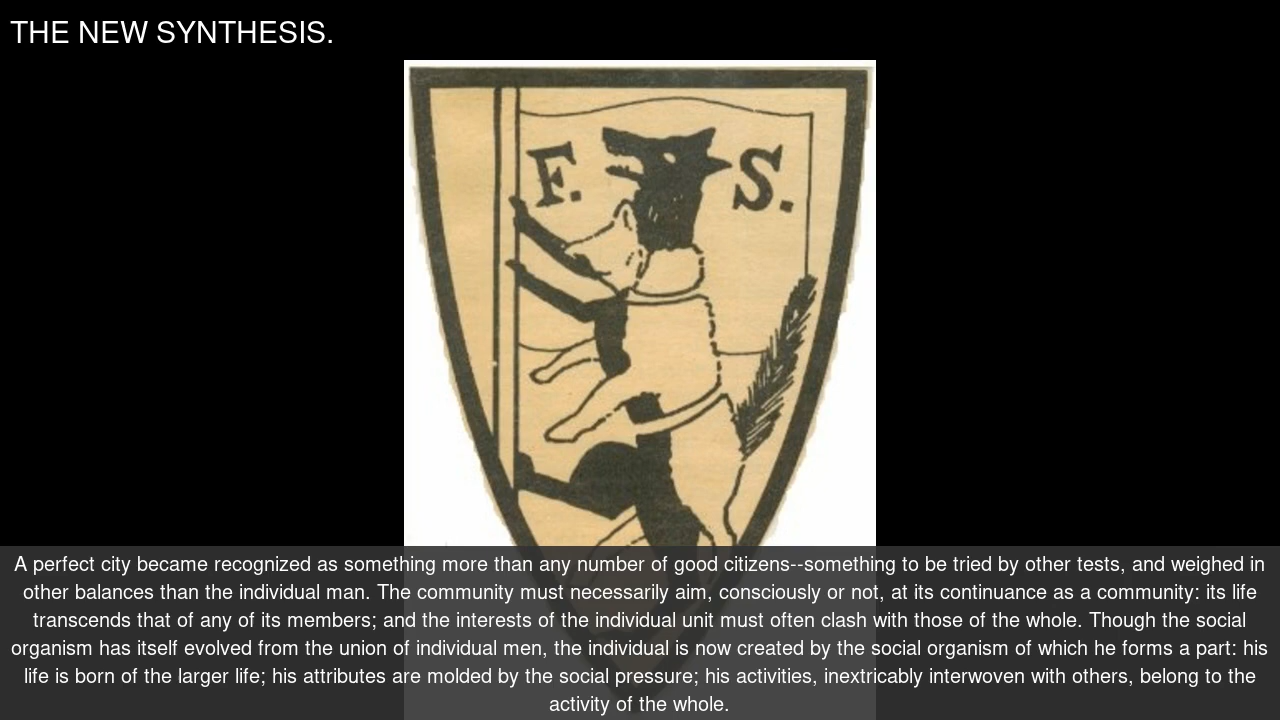 THE NEW SYNTHESIS.
F. S.
A perfect city became recognized as something more than any number of good citizens--something to be tried by other tests, and weighed in
other balances than the individual man. The community must necessarily aim, consciously or not, at its continuance as a community: its life
transcends that of any of its members; and the interests of the individual unit must often clash with those of the whole. Though the social
organism has itself evolved from the union of individual men, the individual is now created by the social organism of which he forms a part: his
life is born of the larger life; his attributes are molded by the social pressure; his activities, inextricably interwoven with others, belong to the
activity of the whole.